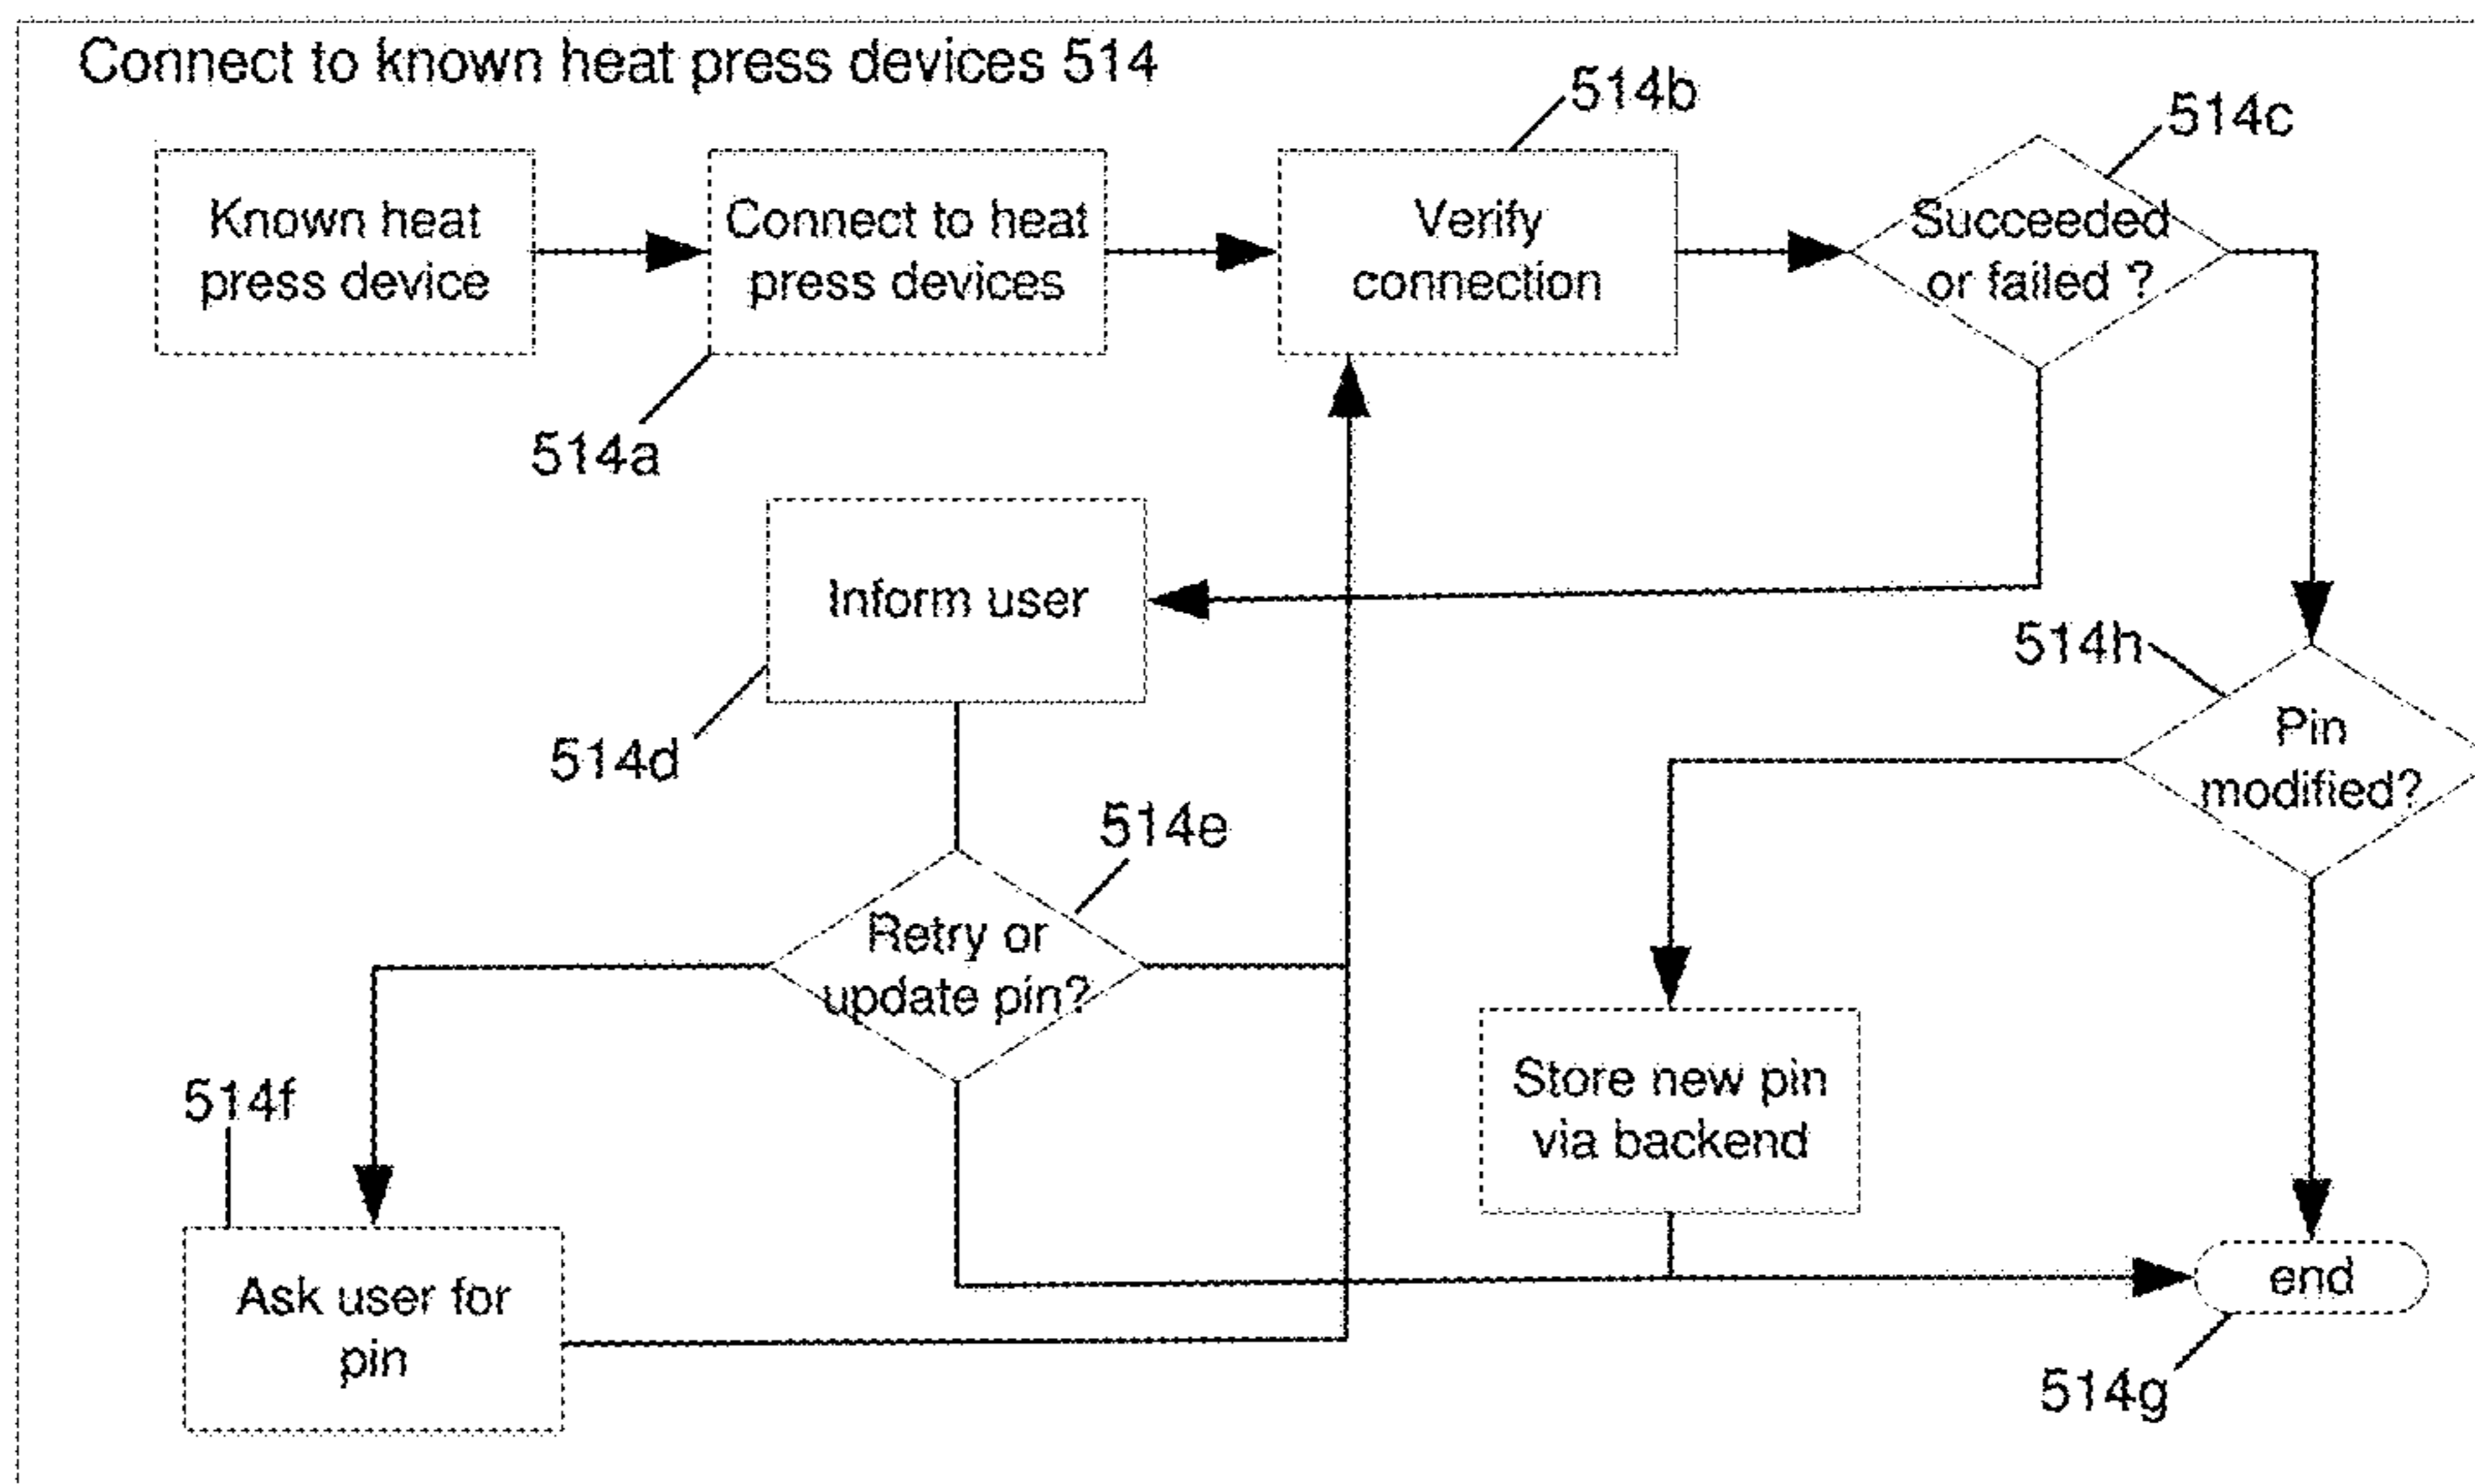 Connect to known heat press devices 514
514b
514c
Known heat
press device
Connect to heat
press devices
Verify
connection
Succeeded
or failed ?
514a
Inform user
514h
514d
Pin
modified?
514e
Retry or
update pin?
514f
Store new pin
via backend
Ask user for
pin
end
514g